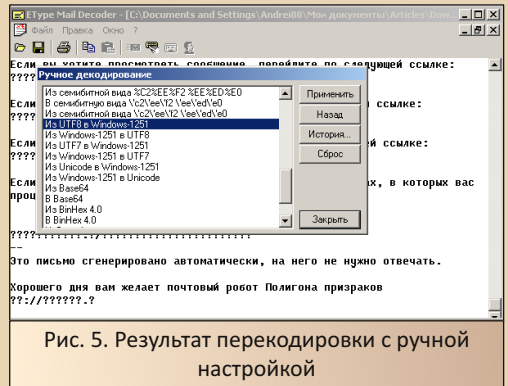 EType Mail Decoder - [C:\Documents and Settings\Andrei88\Мои документы\Articles\Dow...
Файл Правка Окно ?
Если вы хотите просмотреть сообщение, перейдите по следующей ссылке:
????
Ручное декодирование
Из семибитной вида %C2%EE%F2 %EE%ED%E0
В семибитную вида \'c2\'ee\'f2 \'ee\'ed\'e0
Из семибитной вида \'c2\'ee\'f2 \'ee\'ed\'e0
Из UTF8 в Windows-1251
Из Windows-1251 в UTF8
Из UTF7 в Windows-1251
Из Windows-1251 в UTF7
Из Unicode в Windows-1251
Из Windows-1251 в Unicode
Из Base64
В Base64
Из BinHex 4.0
В BinHex 4.0
Применить
Назад
История...
Сброс
Закрыть
Если ссылке:
????
Если й ссылке:
????
Если ах, в которых вас
проц
--
Это письмо сгенерировано автоматически, на него не нужно отвечать.
Хорошего дня вам желает почтовый робот Полигона призраков
??://??????.?
Рис. 5. Результат перекодировки с ручной
настройкой